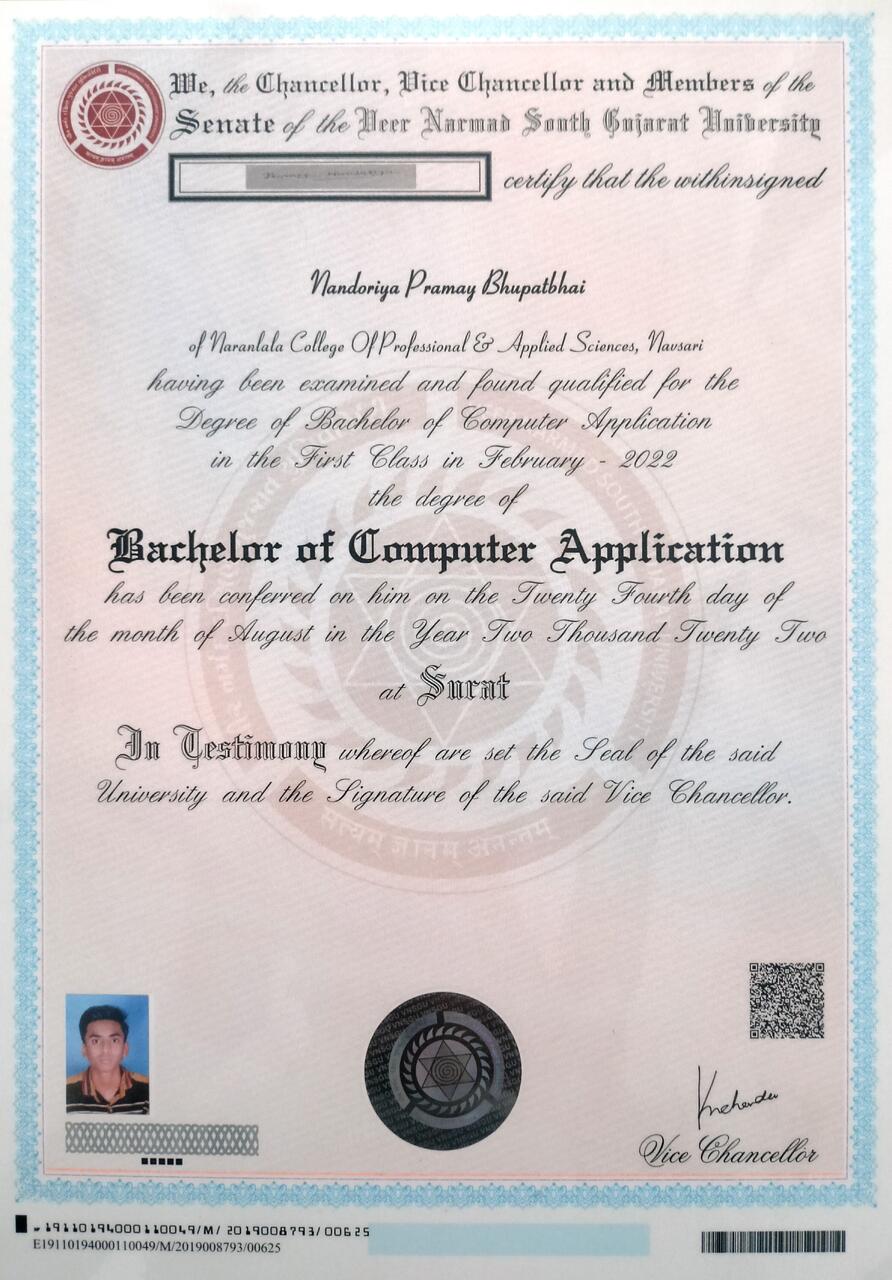 We, the Chancellor, Vice Chancellor and Members of the
Senate of the Veer Narmad South Gujarat University
certify that the withinsigned
Nandoriya Pramay Bhupatbhai
of Naranlala College Of Professional & Applied Sciences, Navsari
having been examined and found qualified for the
Degree of Bachelor of Computer Application
in the First Class in February - 2022
the degree of
Bachelor of Computer Application
has been conferred on him on the Twenty Fourth day of
the month of August in the Year Two Thousand Twenty Two
at Surat
In Testimony whereof are set the Seal of the said
University and the Signature of the said Vice Chancellor.
सत्यम् ज्ञानम् अनन्तम्
Vice Chancellor
19110194000110049/M/2019008793/00625
E19110194000110049/M/2019008793/00625